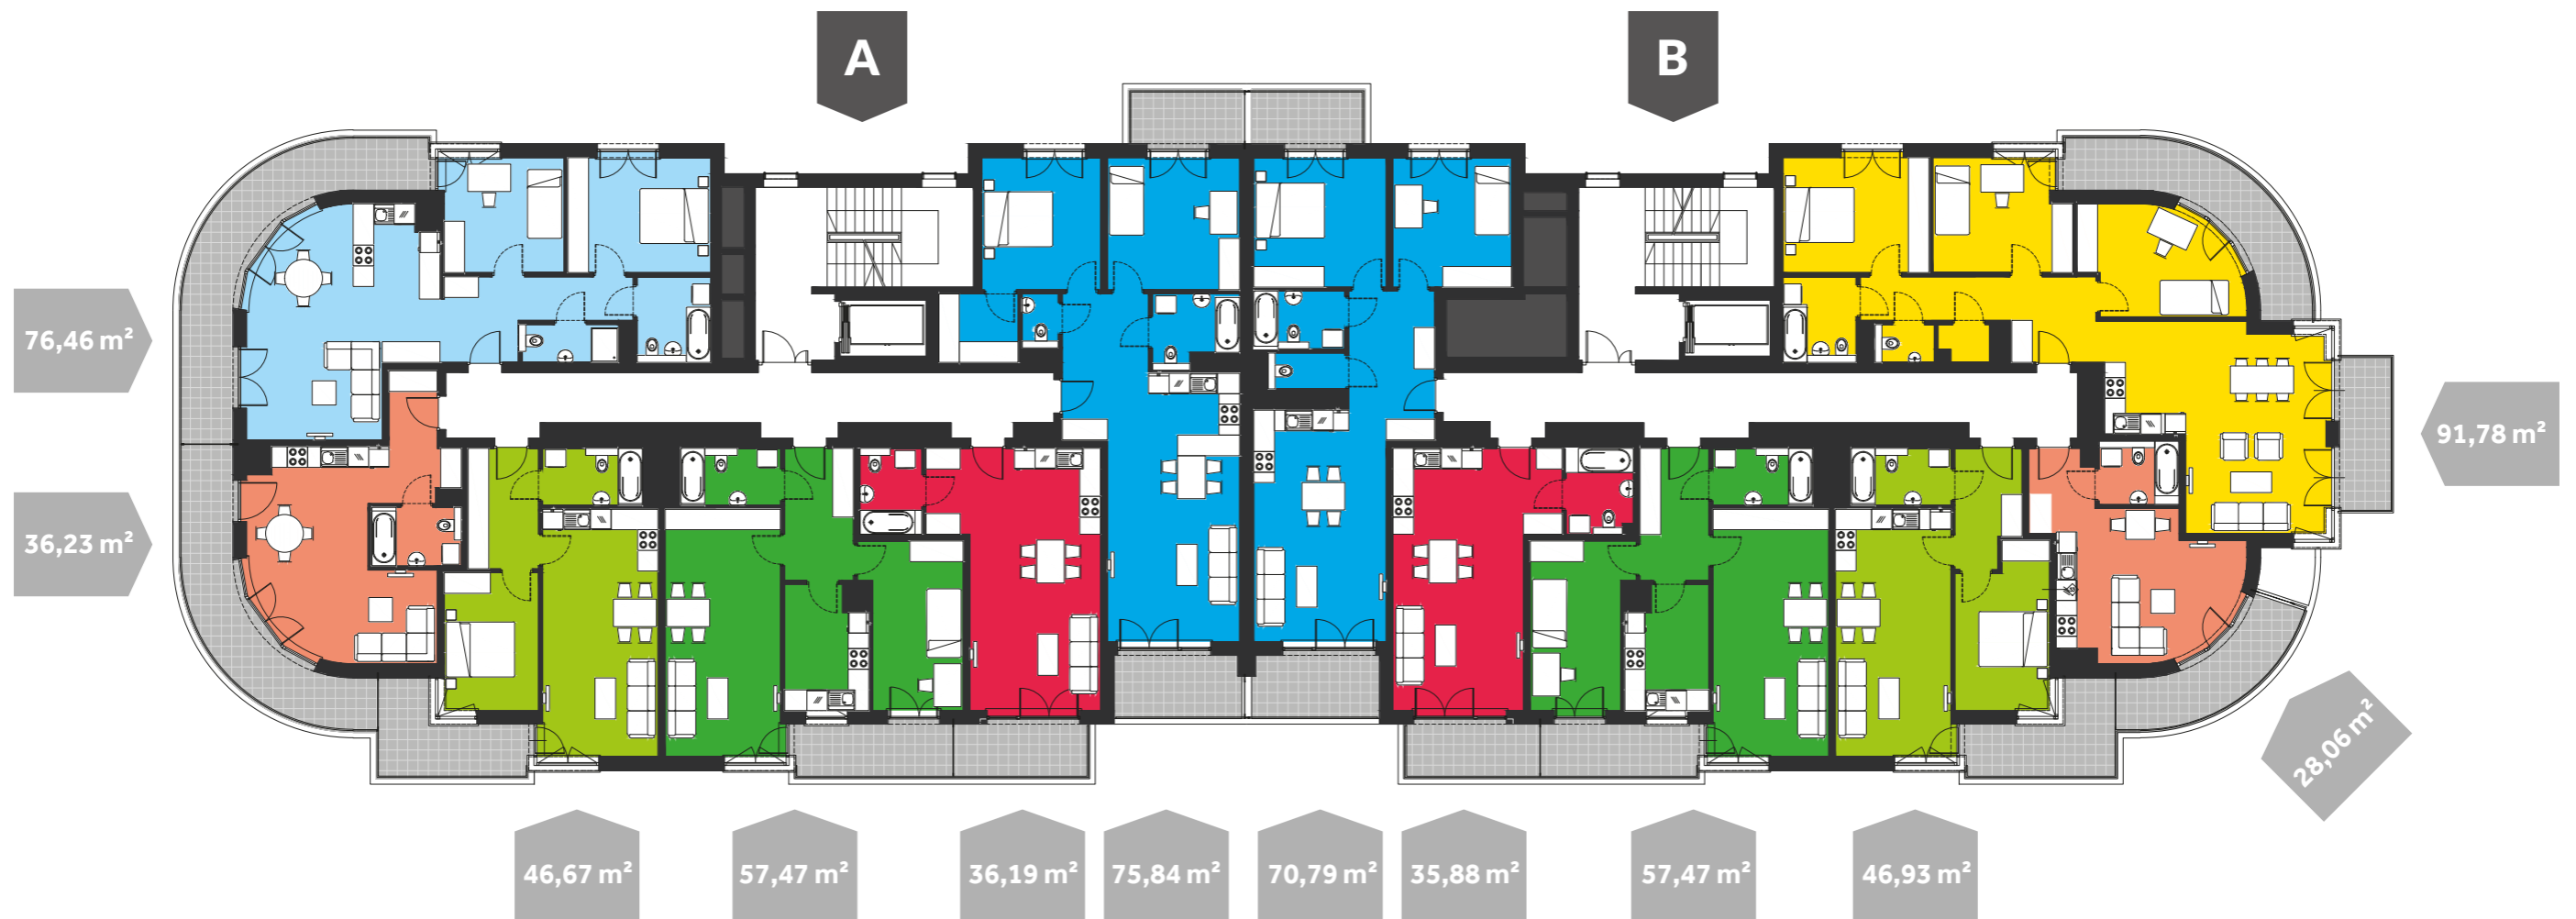 A
B
76,46 m²
91,78 m²
36,23 m²
28,06 m²
46,67 m²
57,47 m²
36,19 m²
75,84 m²
70,79 m²
35,88 m²
57,47 m²
46,93 m²